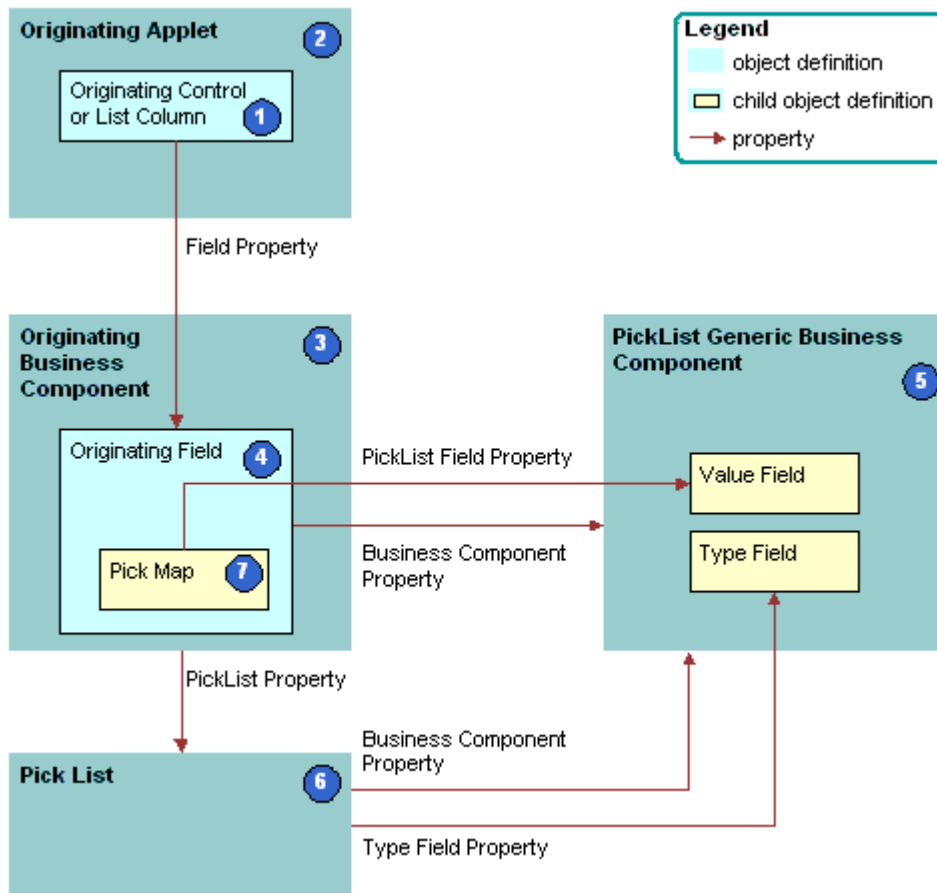 Originating Applet
2
Originating Control
or List Column
1
Legend
object definition
child object definition
property
Field Property
Originating
Business
Component
3
Originating Field
4
Pick Map
7
PickList Field Property
Business Component
Property
PickList Generic Business
Component
5
Value Field
Type Field
PickList Property
Business Component
Property
Pick List
6
Type Field Property